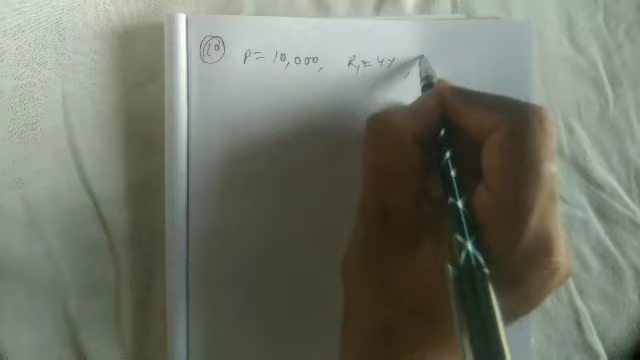 (20) P = 10,000, R₁ = 4%,